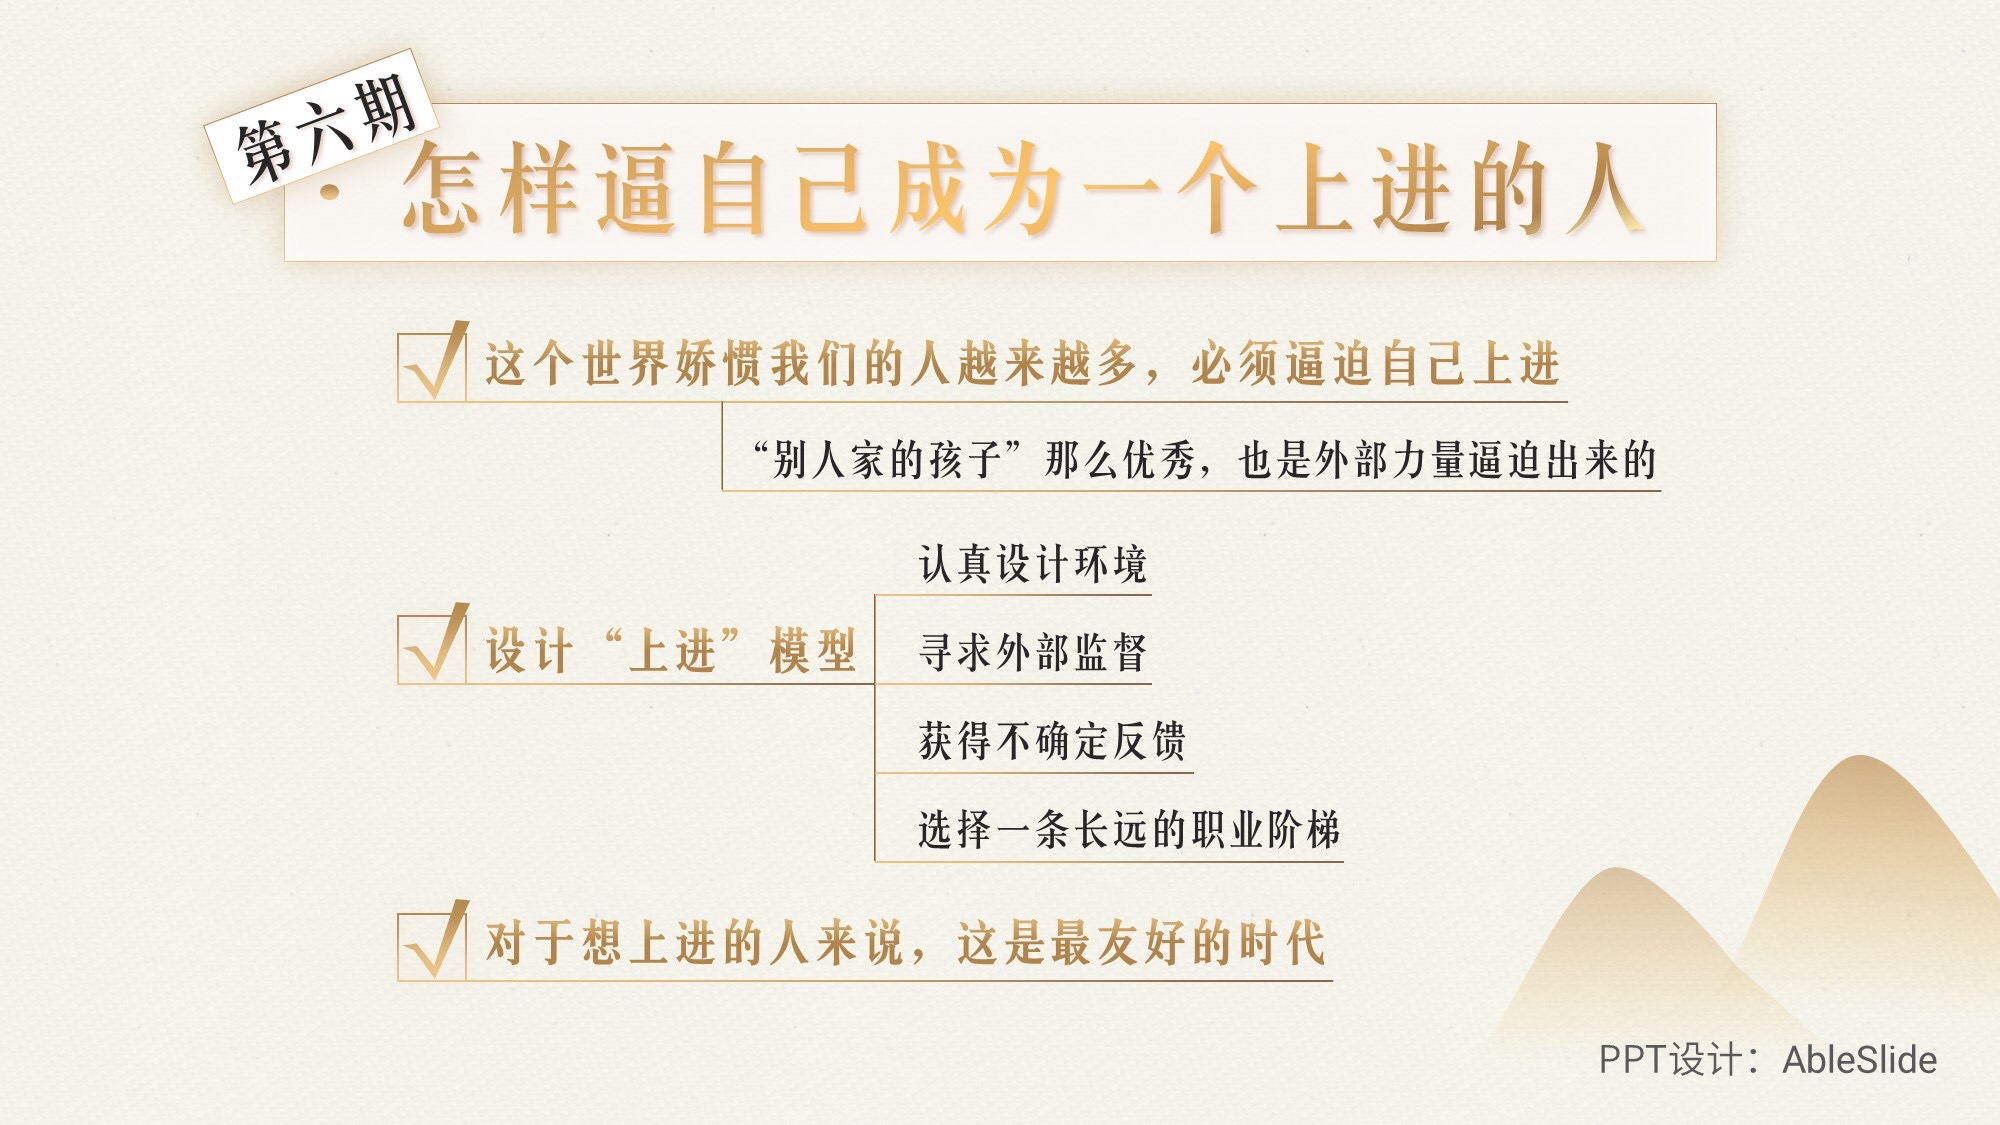 第六期
怎样逼自己成为一个上进的人
这个世界娇惯我们的人越来越多，必须逼迫自己上进
“别人家的孩子”那么优秀，也是外部力量逼迫出来的
设计“上进”模型
认真设计环境
寻求外部监督
获得不确定反馈
选择一条长远的职业阶梯
对于想上进的人来说，这是最友好的时代
PPT设计：AbleSlide